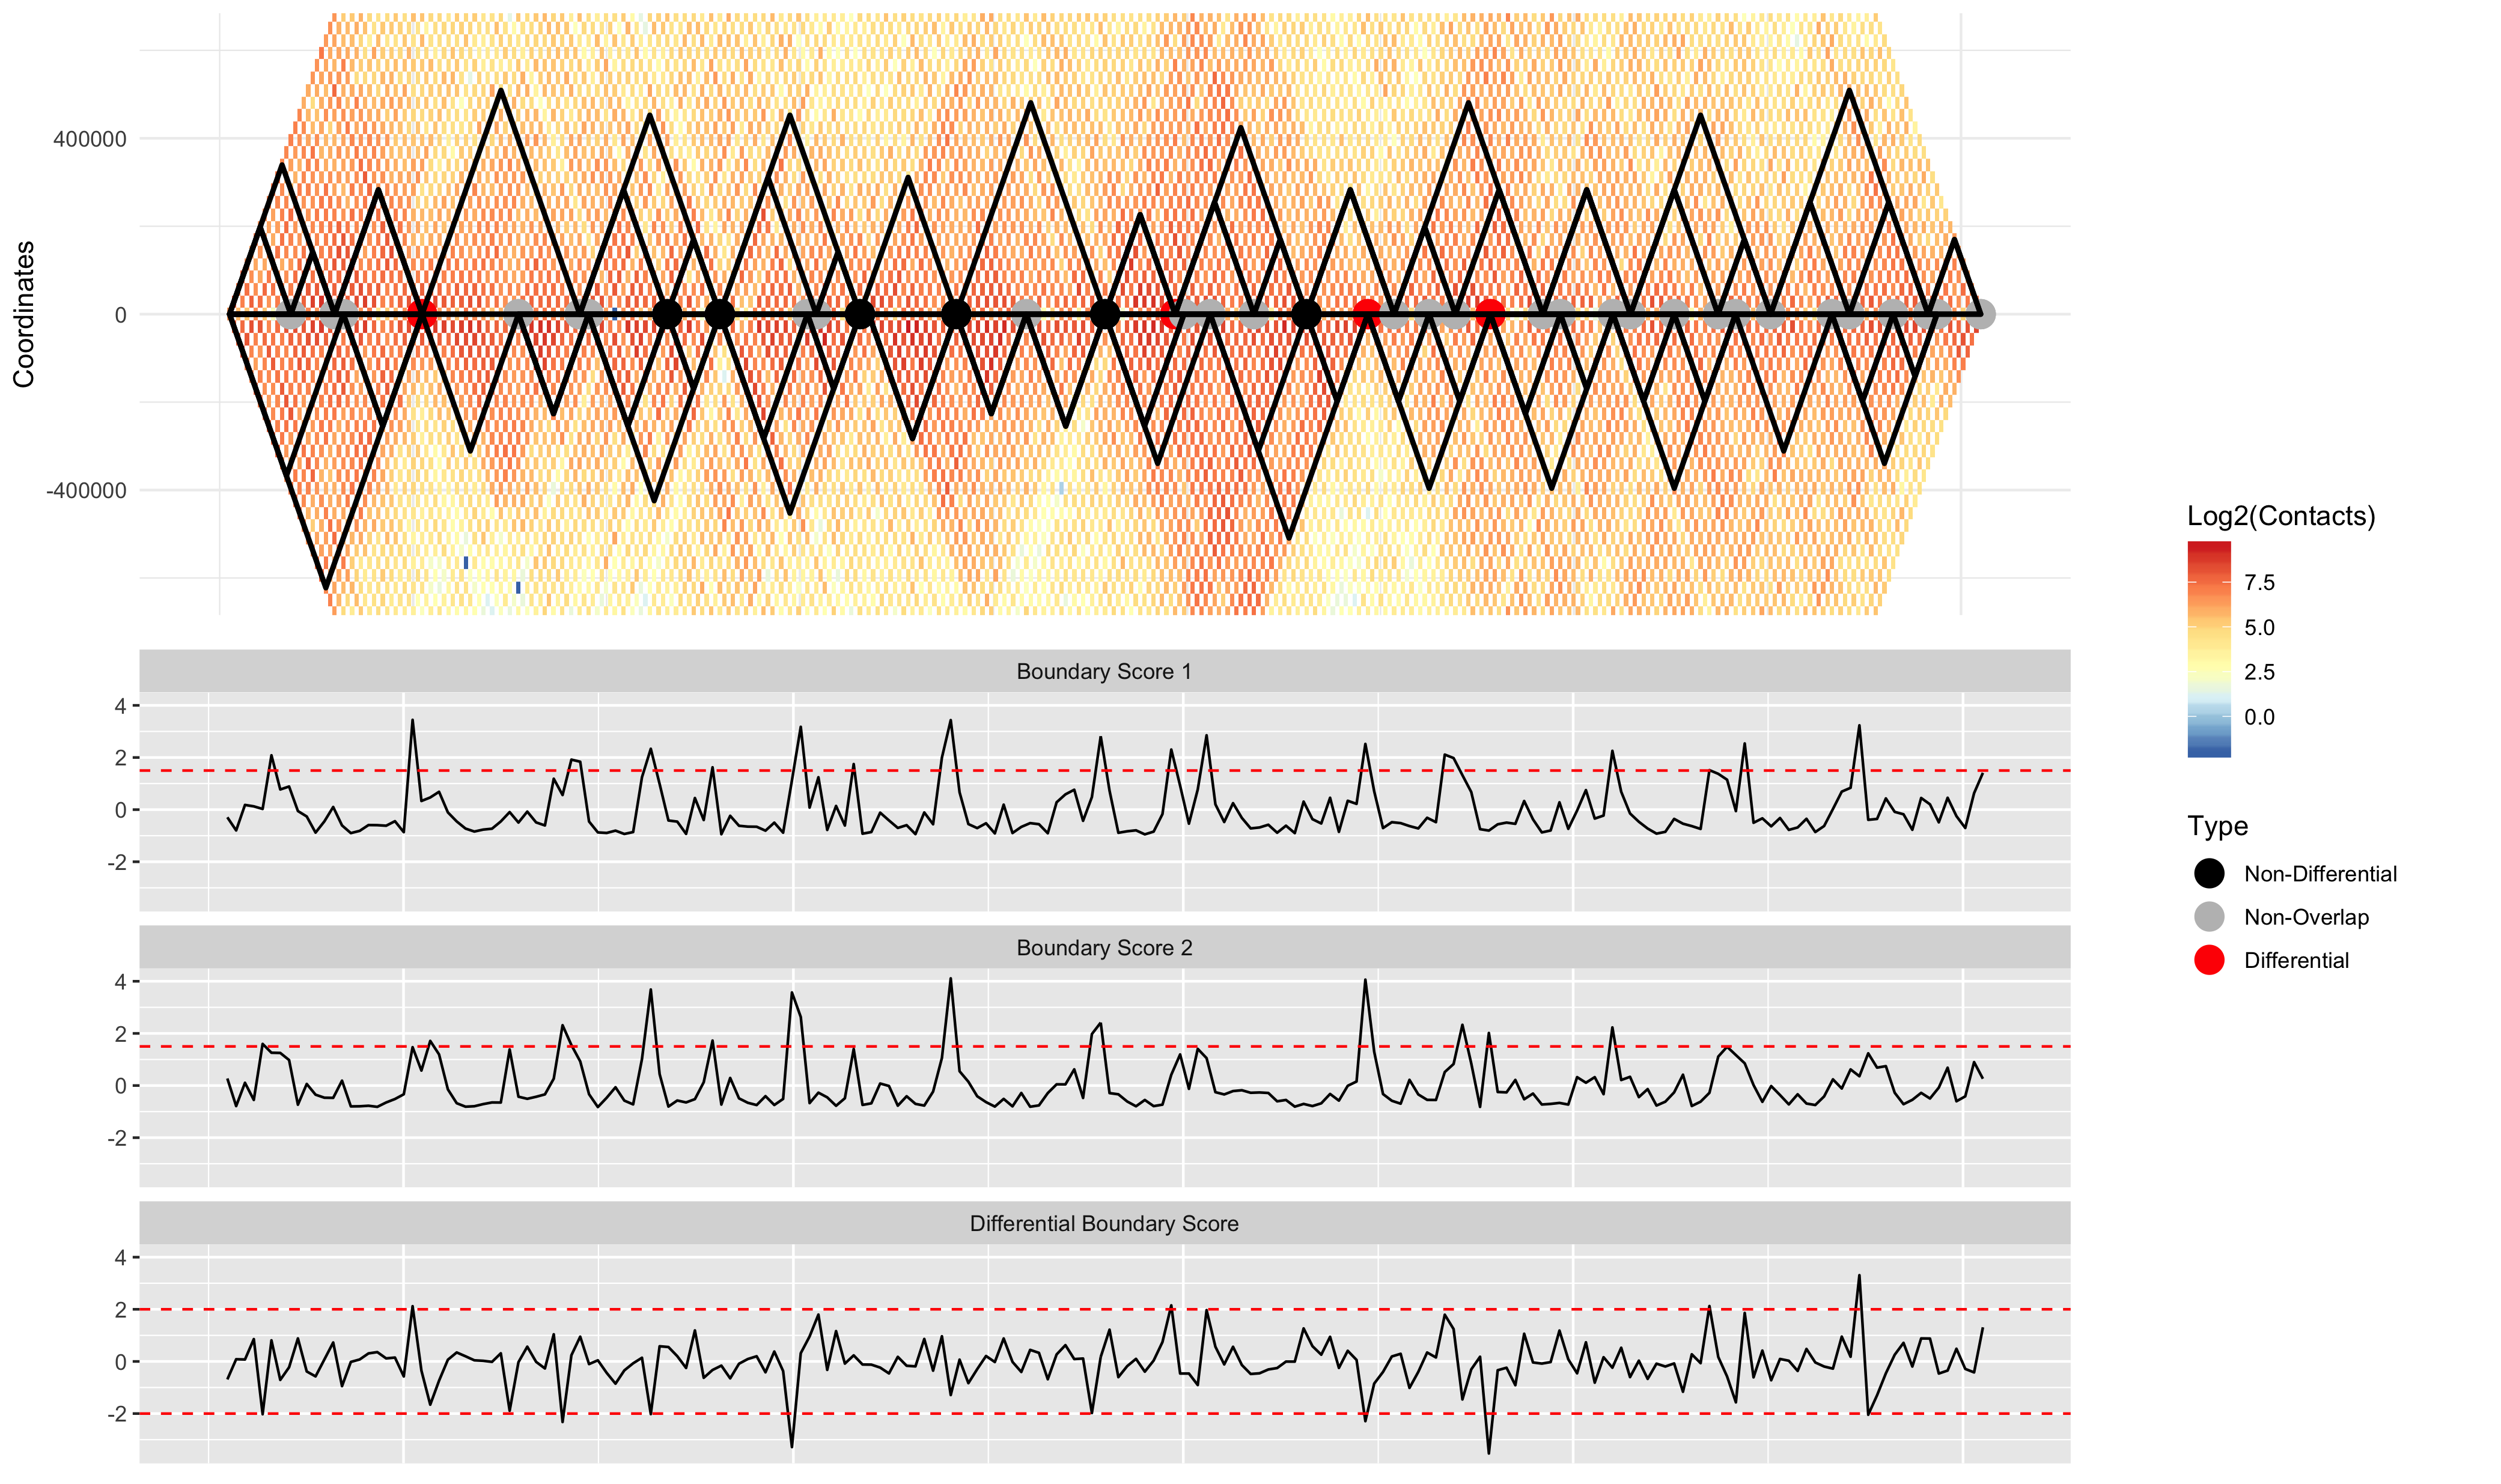 Coordinates
400000
0
-400000
Log2(Contacts)
7.5
5.0
2.5
0.0
Type
Non-Differential
Non-Overlap
Differential
Boundary Score 1
4
2
0
-2
Boundary Score 2
4
2
0
-2
Differential Boundary Score
4
2
0
-2